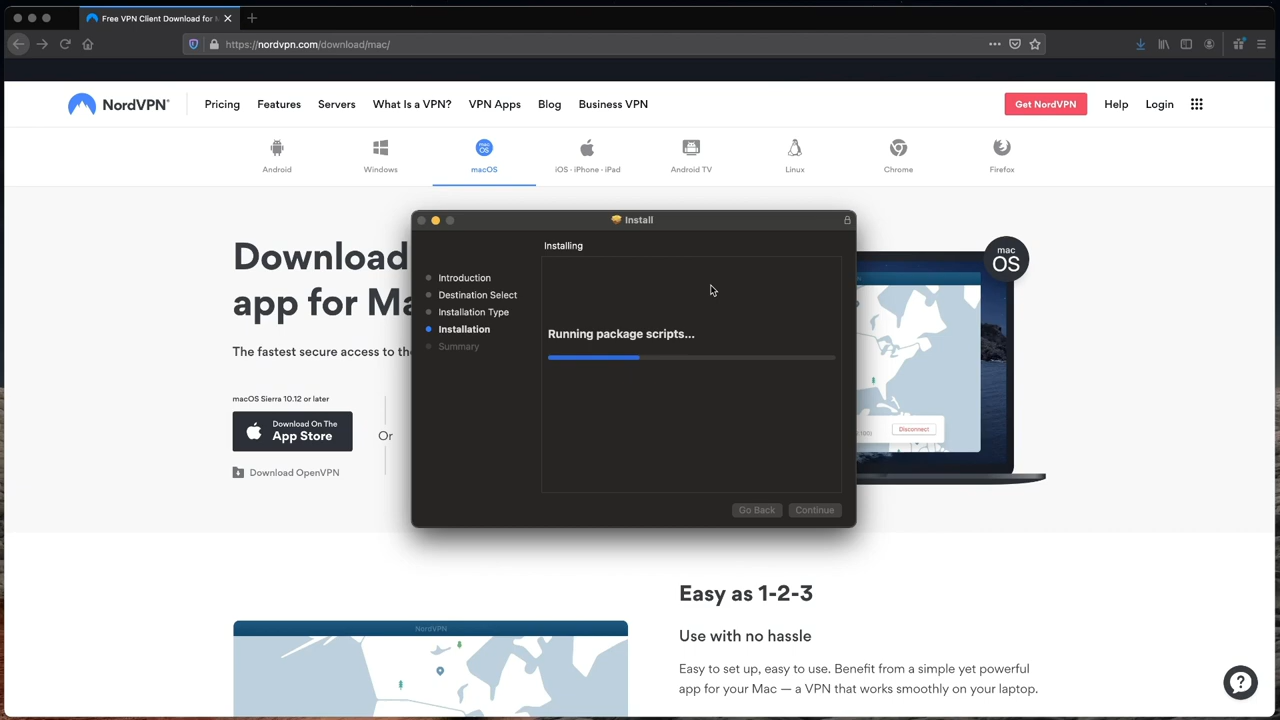 Free VPN Client Download for
https://nordvpn.com/download/mac/
NordVPN®
Pricing
Features
Servers
What Is a VPN?
VPN Apps
Blog
Business VPN
Get NordVPN
Help
Login
Android
Windows
mac
OS
macOS
iOS · iPhone · iPad
Android TV
Linux
Chrome
Firefox
Download
app for Ma
The fastest secure access to the
macOS Sierra 10.12 or later
Download On The
App Store
Or
Download OpenVPN
Install
Installing
Introduction
Destination Select
Installation Type
Installation
Summary
Running package scripts...
Go Back
Continue
mac
OS
Disconnect
Easy as 1-2-3
Use with no hassle
Easy to set up, easy to use. Benefit from a simple yet powerful
app for your Mac — a VPN that works smoothly on your laptop.
NordVPN
?